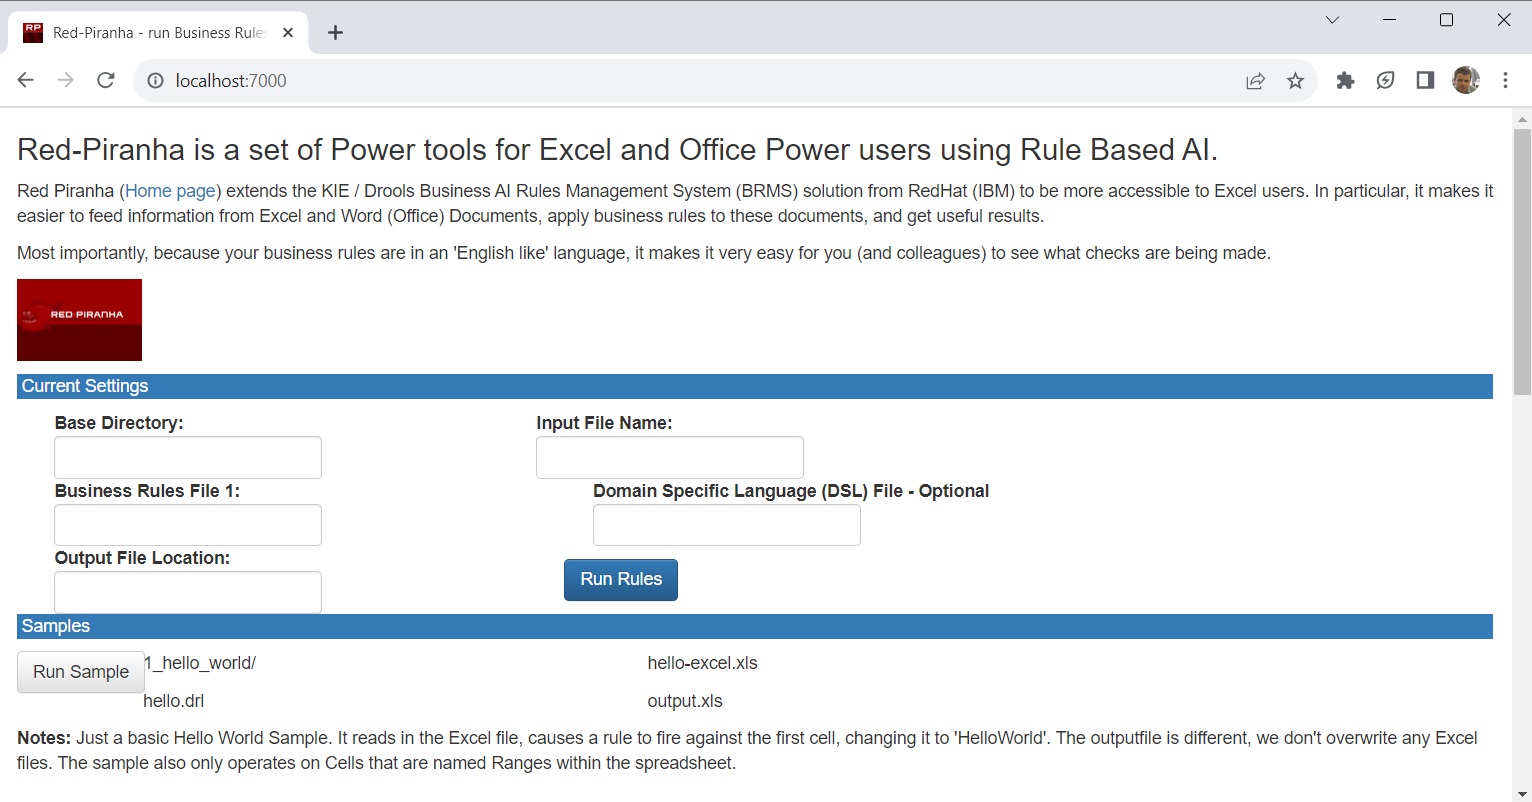 RP Red-Piranha - run Business Rule
localhost:7000
Red-Piranha is a set of Power tools for Excel and Office Power users using Rule Based AI.
Red Piranha (Home page) extends the KIE / Drools Business AI Rules Management System (BRMS) solution from RedHat (IBM) to be more accessible to Excel users. In particular, it makes it
easier to feed information from Excel and Word (Office) Documents, apply business rules to these documents, and get useful results.
Most importantly, because your business rules are in an 'English like' language, it makes it very easy for you (and colleagues) to see what checks are being made.
RED PIRANHA
Current Settings
Base Directory: Input File Name:
Business Rules File 1: Domain Specific Language (DSL) File - Optional
Output File Location:
Run Rules
Samples
Run Sample 1_hello_world/ hello-excel.xls
hello.drl output.xls
Notes: Just a basic Hello World Sample. It reads in the Excel file, causes a rule to fire against the first cell, changing it to 'HelloWorld'. The outputfile is different, we don't overwrite any Excel
files. The sample also only operates on Cells that are named Ranges within the spreadsheet.